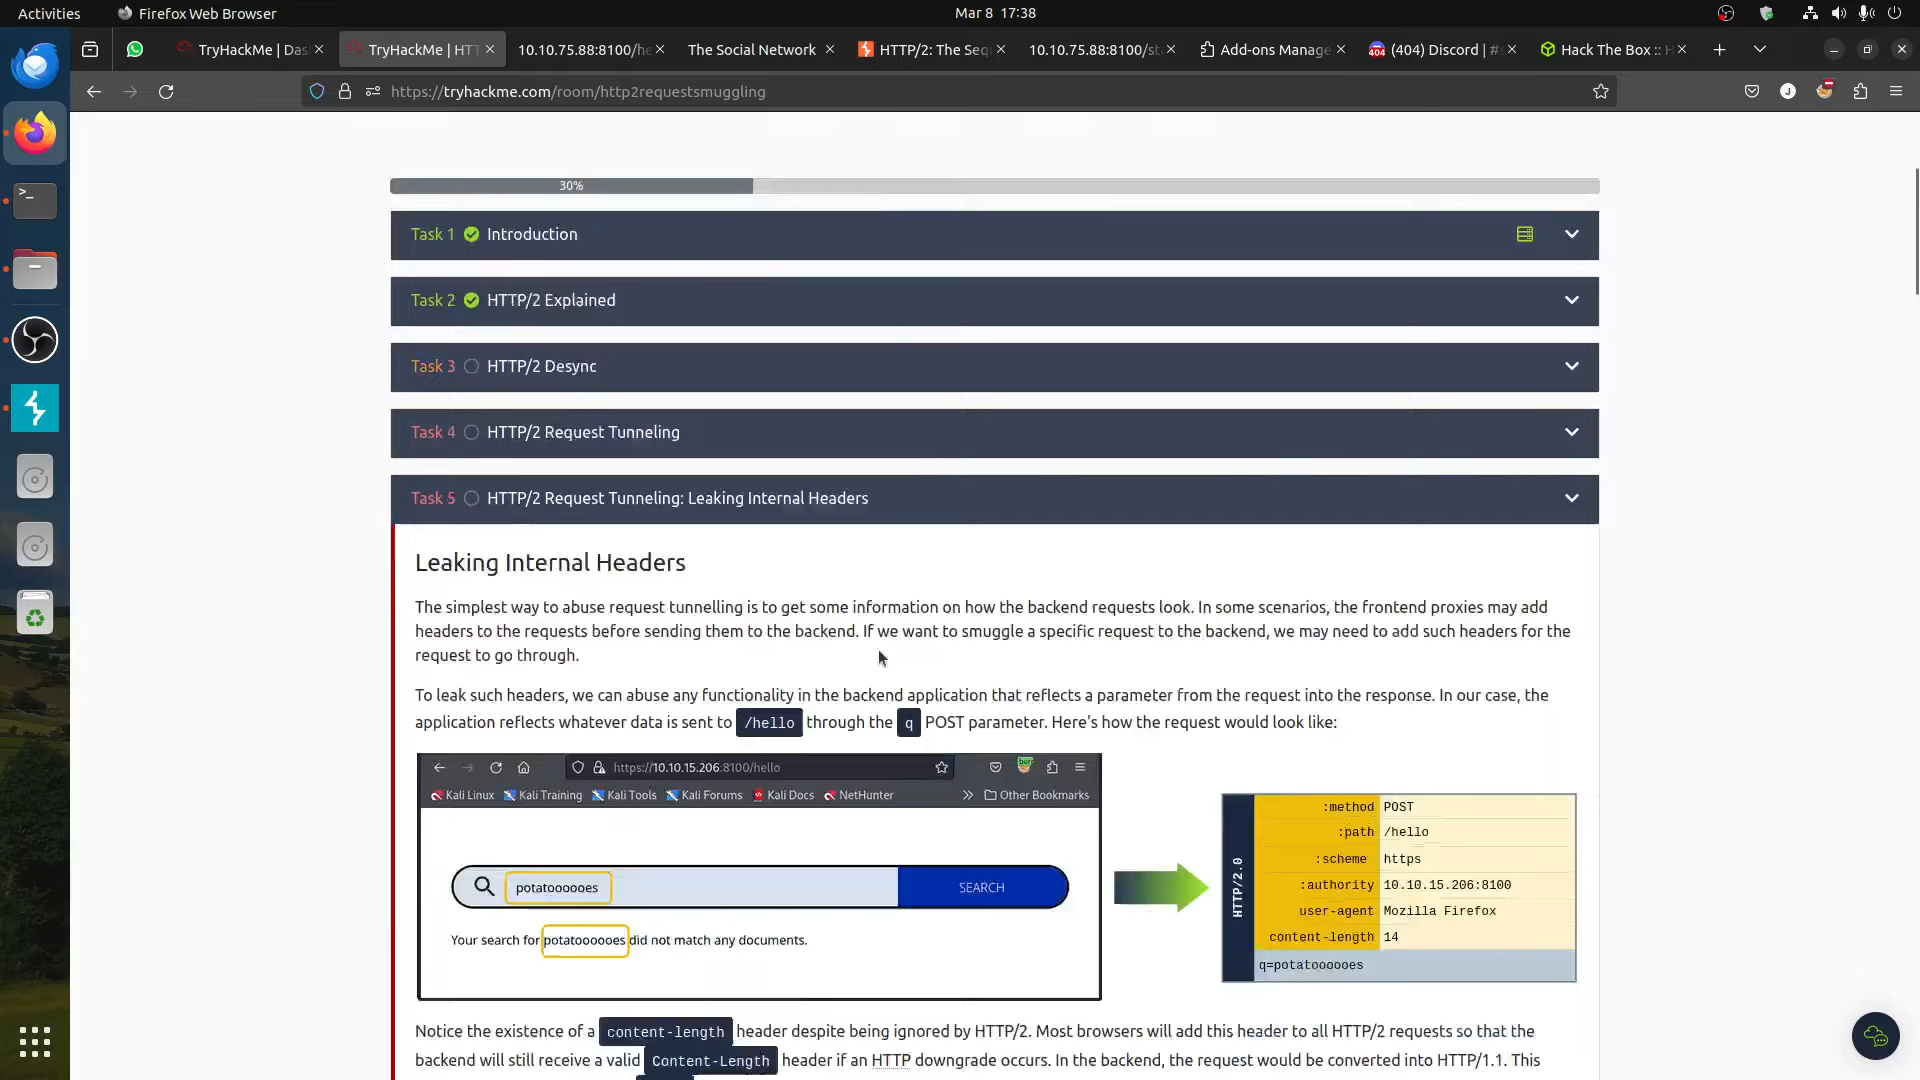 Activities
Firefox Web Browser
Mar 8 17:38
TryHackMe | Das
TryHackMe | HTT
10.10.75.88:8100/he
The Social Network
HTTP/2: The Seq
10.10.75.88:8100/st
Add-ons Manage
(404) Discord | #s
Hack The Box :: H
https://tryhackme.com/room/http2requestsmuggling
J
30%
Task 1 Introduction
Task 2 HTTP/2 Explained
Task 3 HTTP/2 Desync
Task 4 HTTP/2 Request Tunneling
Task 5 HTTP/2 Request Tunneling: Leaking Internal Headers
Leaking Internal Headers
The simplest way to abuse request tunnelling is to get some information on how the backend requests look. In some scenarios, the frontend proxies may add
headers to the requests before sending them to the backend. If we want to smuggle a specific request to the backend, we may need to add such headers for the
request to go through.
To leak such headers, we can abuse any functionality in the backend application that reflects a parameter from the request into the response. In our case, the
application reflects whatever data is sent to /hello through the q POST parameter. Here's how the request would look like:
https://10.10.15.206:8100/hello
Kali Linux Kali Training Kali Tools Kali Forums Kali Docs NetHunter » Other Bookmarks
potatoooooes
SEARCH
Your search for potatoooooes did not match any documents.
HTTP/2.0
:method POST
:path /hello
:scheme https
:authority 10.10.15.206:8100
user-agent Mozilla Firefox
content-length 14
q=potatoooooes
Notice the existence of a content-length header despite being ignored by HTTP/2. Most browsers will add this header to all HTTP/2 requests so that the
backend will still receive a valid Content-Length header if an HTTP downgrade occurs. In the backend, the request would be converted into HTTP/1.1. This